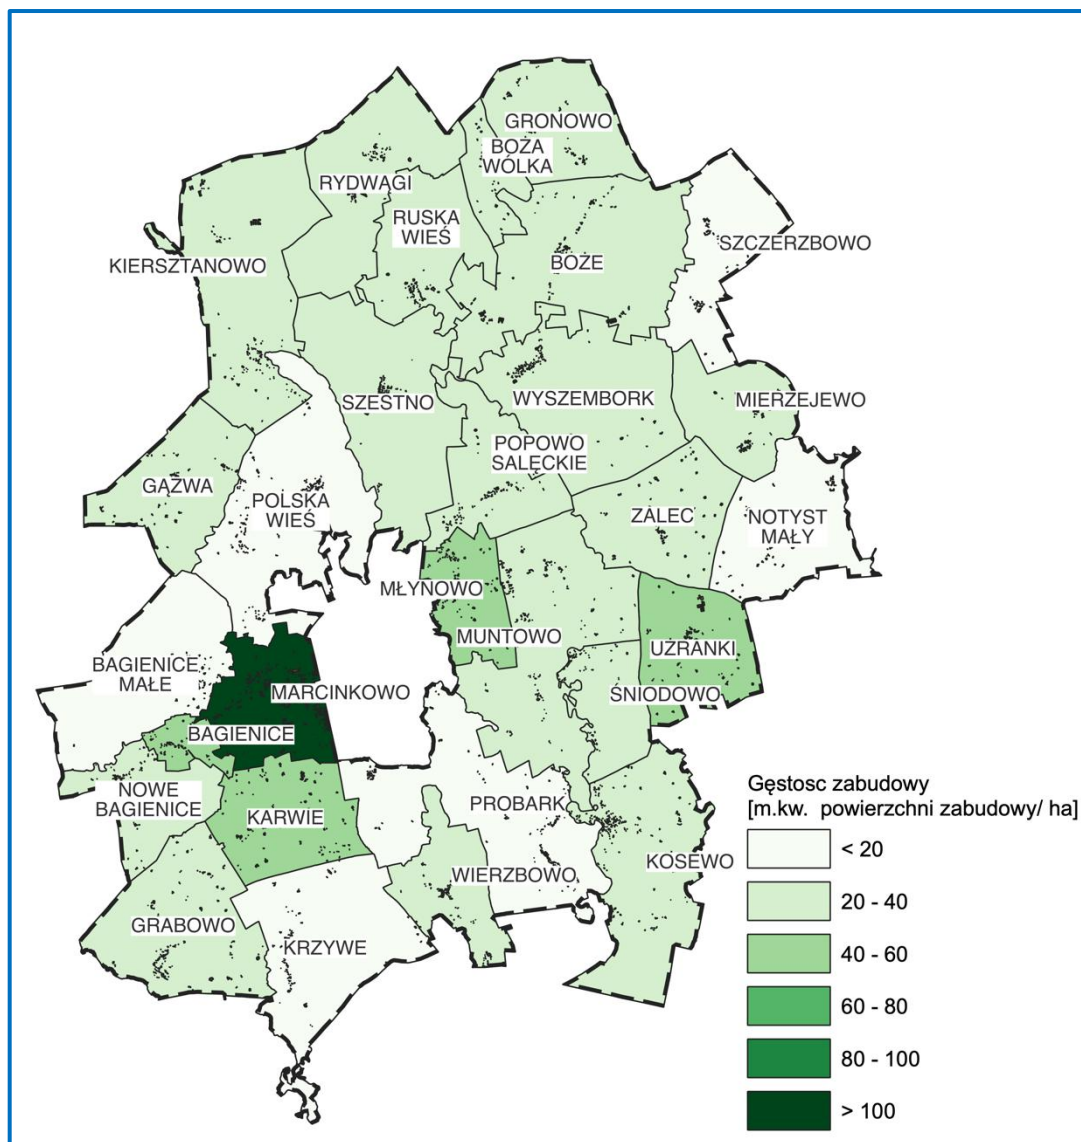 GRONOWO
BOŻA
WÓLKA
RYDWĄGI
RUSKA
WIEŚ
SZCZERZBOWO
BOŻE
KIERSZTANOWO
SZESTNO
WYSZEMBORK
MIERZEJEWO
POPOWO
SALĘCKIE
GĄZWA
POLSKA
WIEŚ
ZALEC
NOTYST
MAŁY
MŁYNOWO
MUNTOWO
UŻRANKI
BAGIENICE
MAŁE
MARCINKOWO
ŚNIODOWO
BAGIENICE
NOWE
BAGIENICE
KARWIE
PROBARK
KOSEWO
WIERZBOWO
GRABOWO
KRZYWE
Gęstosc zabudowy
[m.kw. powierzchni zabudowy/ ha]
< 20
20 - 40
40 - 60
60 - 80
80 - 100
> 100